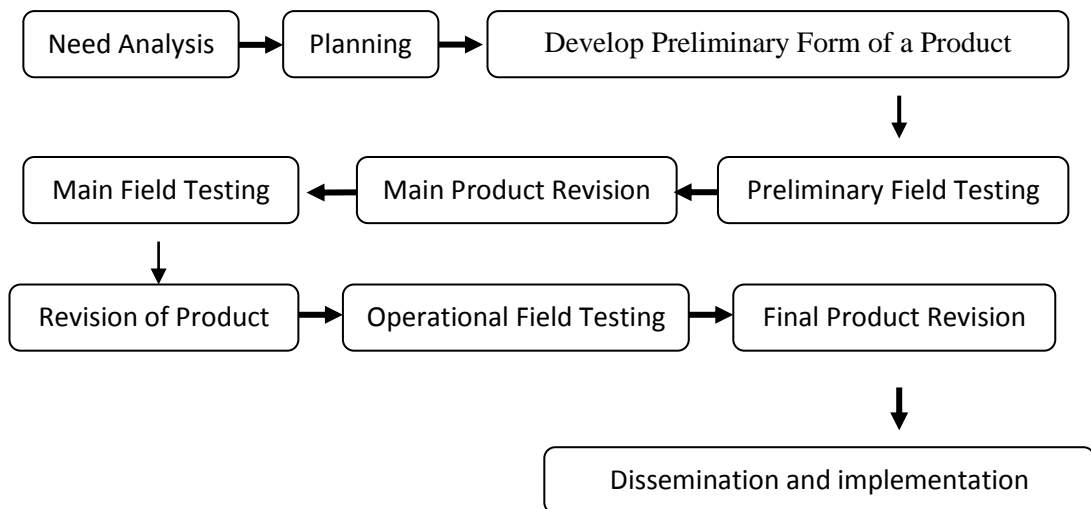 Need Analysis
Planning
Develop Preliminary Form of a Product
Preliminary Field Testing
Main Product Revision
Main Field Testing
Revision of Product
Operational Field Testing
Final Product Revision
Dissemination and implementation